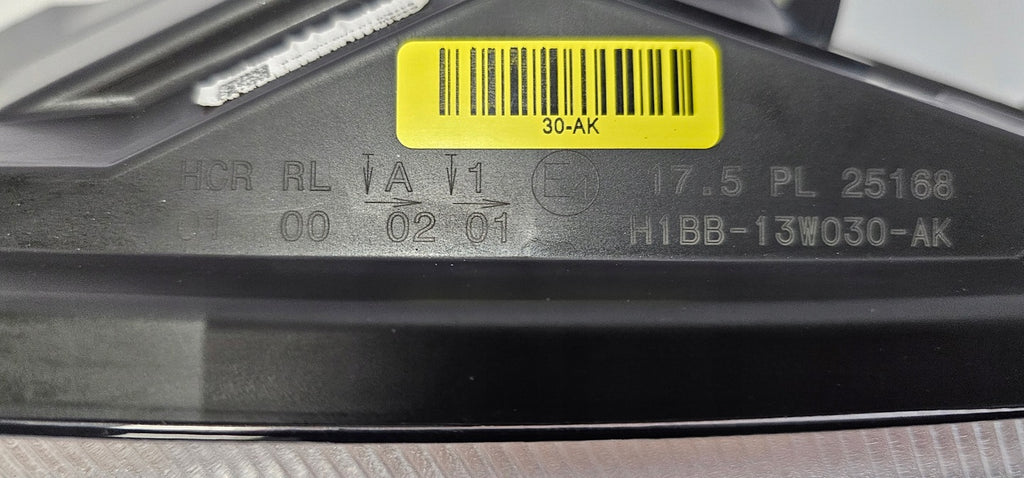 30-AK
HCR RL A 1 E1 17.5 PL 25168
01 00 02 01 H1BB-13W030-AK